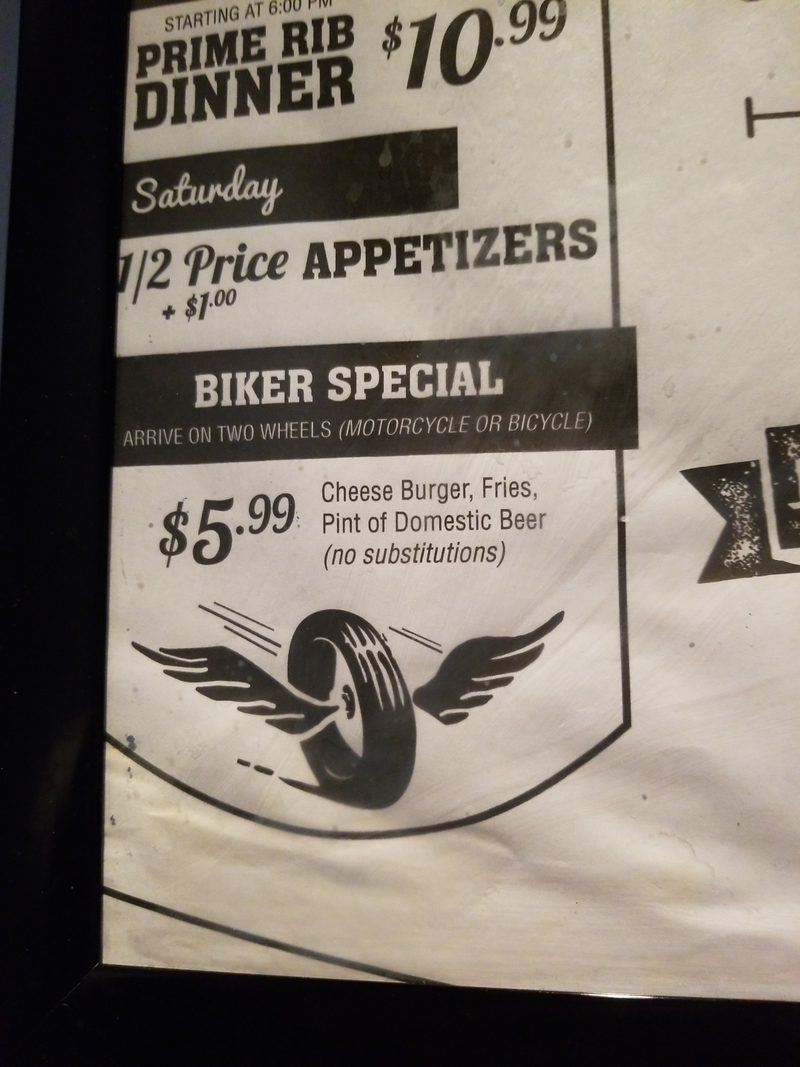 STARTING AT 6:00 PM
PRIME RIB
DINNER
$10.99
Saturday
1/2 Price APPETIZERS
+ $1.00
BIKER SPECIAL
ARRIVE ON TWO WHEELS (MOTORCYCLE OR BICYCLE)
$5.99
Cheese Burger, Fries,
Pint of Domestic Beer
(no substitutions)